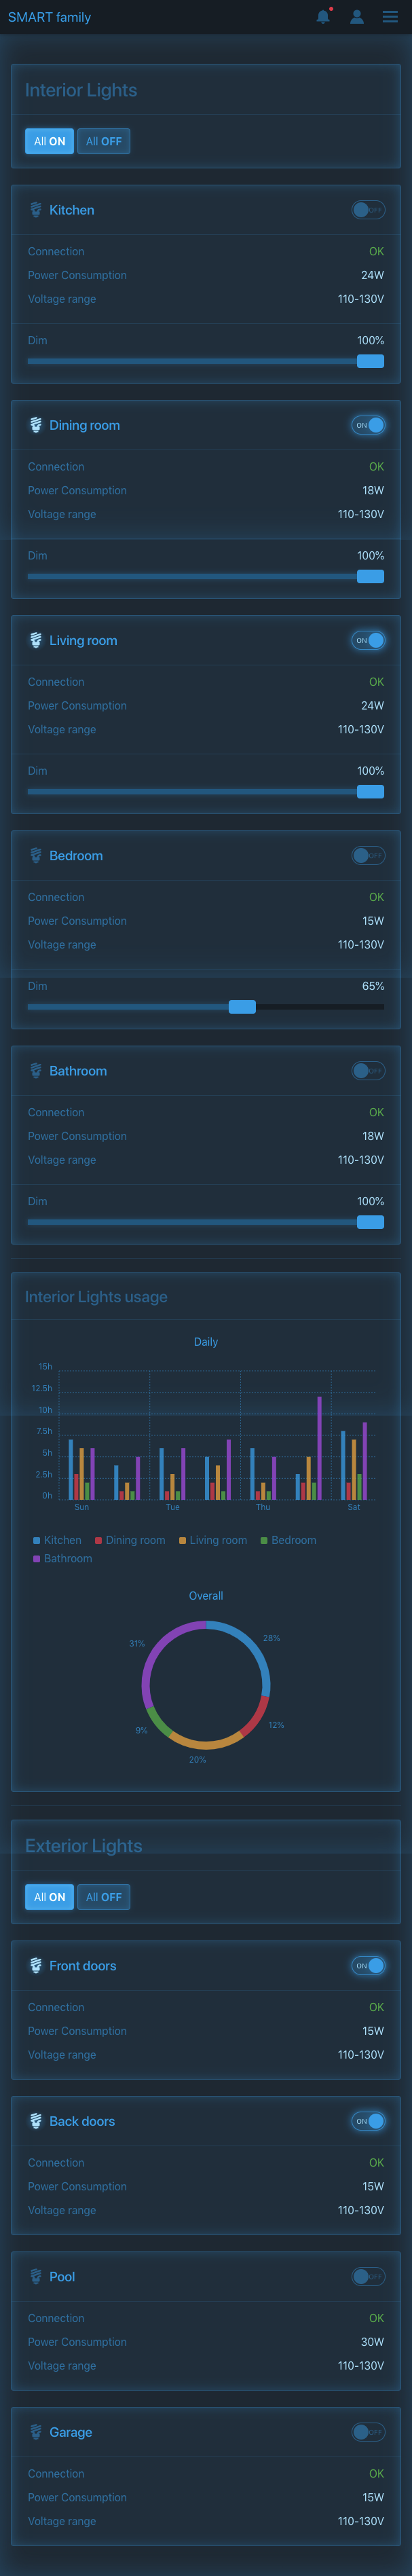 SMART family
Interior Lights
All ON All OFF
Kitchen OFF
Connection OK
Power Consumption 24W
Voltage range 110-130V
Dim 100%
Dining room ON
Connection OK
Power Consumption 18W
Voltage range 110-130V
Dim 100%
Living room ON
Connection OK
Power Consumption 24W
Voltage range 110-130V
Dim 100%
Bedroom OFF
Connection OK
Power Consumption 15W
Voltage range 110-130V
Dim 65%
Bathroom OFF
Connection OK
Power Consumption 18W
Voltage range 110-130V
Dim 100%
Interior Lights usage
Daily
15h
12.5h
10h
7.5h
5h
2.5h
0h
Sun Tue Thu Sat
Kitchen Dining room Living room Bedroom
Bathroom
Overall
31% 28%
9% 12%
20%
Exterior Lights
All ON All OFF
Front doors ON
Connection OK
Power Consumption 15W
Voltage range 110-130V
Back doors ON
Connection OK
Power Consumption 15W
Voltage range 110-130V
Pool OFF
Connection OK
Power Consumption 30W
Voltage range 110-130V
Garage OFF
Connection OK
Power Consumption 15W
Voltage range 110-130V